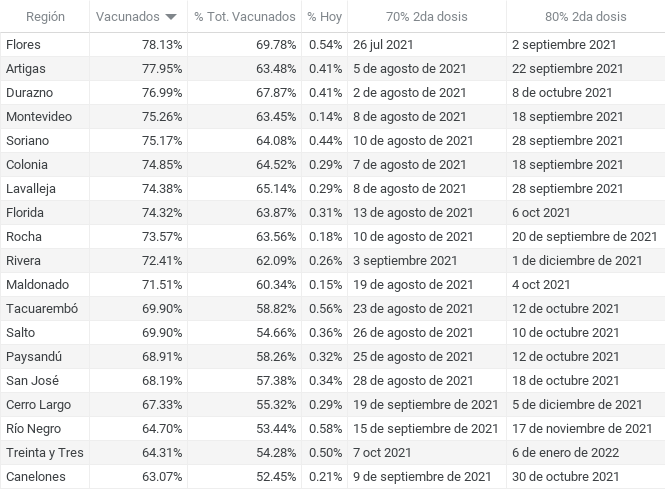 Región Vacunados % Tot. Vacunados % Hoy 70% 2da dosis 80% 2da dosis
Flores 78.13% 69.78% 0.54% 26 jul 2021 2 septiembre 2021
Artigas 77.95% 63.48% 0.41% 5 de agosto de 2021 22 septiembre 2021
Durazno 76.99% 67.87% 0.41% 2 de agosto de 2021 8 de octubre 2021
Montevideo 75.26% 63.45% 0.14% 8 de agosto de 2021 18 septiembre 2021
Soriano 75.17% 64.08% 0.44% 10 de agosto de 2021 28 septiembre 2021
Colonia 74.85% 64.52% 0.29% 7 de agosto de 2021 18 septiembre 2021
Lavalleja 74.38% 65.14% 0.29% 8 de agosto de 2021 28 septiembre 2021
Florida 74.32% 63.87% 0.31% 13 de agosto de 2021 6 oct 2021
Rocha 73.57% 63.56% 0.18% 10 de agosto de 2021 20 de septiembre de 2021
Rivera 72.41% 62.09% 0.26% 3 septiembre 2021 1 de diciembre de 2021
Maldonado 71.51% 60.34% 0.15% 19 de agosto de 2021 4 oct 2021
Tacuarembó 69.90% 58.82% 0.56% 23 de agosto de 2021 12 de octubre 2021
Salto 69.90% 54.66% 0.36% 26 de agosto de 2021 10 de octubre 2021
Paysandú 68.91% 58.26% 0.32% 25 de agosto de 2021 12 de octubre 2021
San José 68.19% 57.38% 0.34% 28 de agosto de 2021 18 de octubre 2021
Cerro Largo 67.33% 55.32% 0.29% 19 de septiembre de 2021 5 de diciembre de 2021
Río Negro 64.70% 53.44% 0.58% 15 de septiembre de 2021 17 de noviembre de 2021
Treinta y Tres 64.31% 54.28% 0.50% 7 oct 2021 6 de enero de 2022
Canelones 63.07% 52.45% 0.21% 9 de septiembre de 2021 30 de octubre 2021